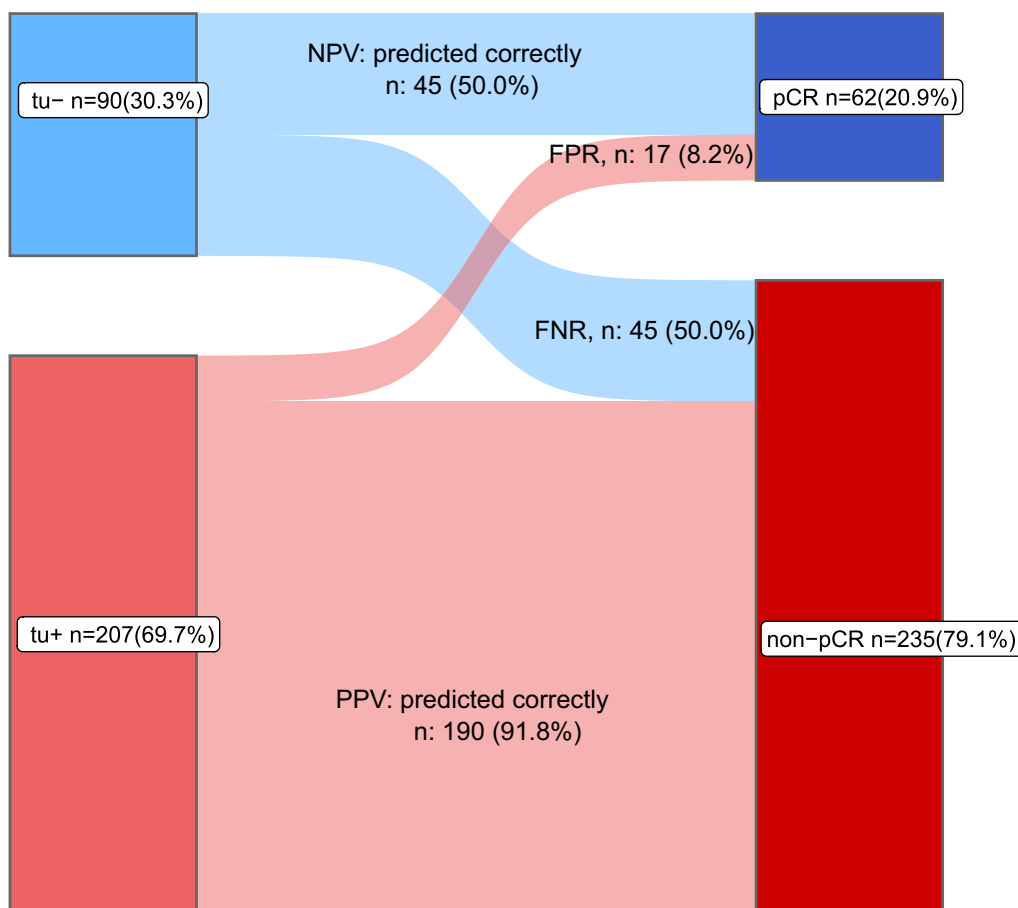 NPV: predicted correctly
n: 45 (50.0%)
tu− n=90(30.3%)
pCR n=62(20.9%)
FPR, n: 17 (8.2%)
FNR, n: 45 (50.0%)
tu+ n=207(69.7%)
non−pCR n=235(79.1%)
PPV: predicted correctly
n: 190 (91.8%)